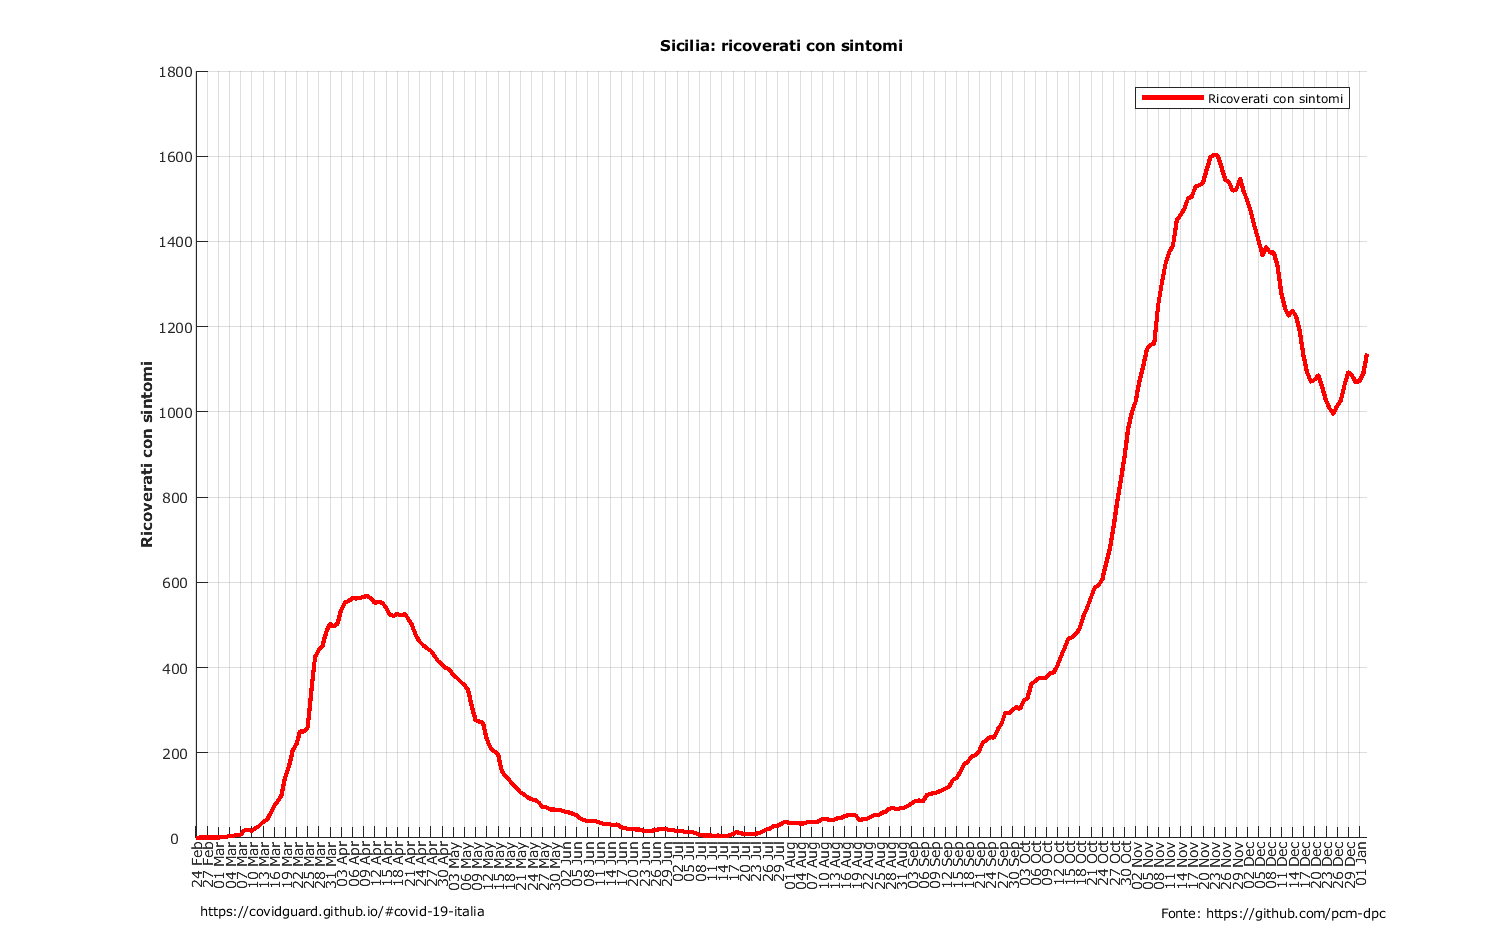 Sicilia: ricoverati con sintomi
Ricoverati con sintomi
Ricoverati con sintomi
1800
1600
1400
1200
1000
800
600
400
200
0
24 Feb
27 Feb
01 Mar
04 Mar
07 Mar
10 Mar
13 Mar
16 Mar
19 Mar
22 Mar
25 Mar
28 Mar
31 Mar
03 Apr
06 Apr
09 Apr
12 Apr
15 Apr
18 Apr
21 Apr
24 Apr
27 Apr
30 Apr
03 May
06 May
09 May
12 May
15 May
18 May
21 May
24 May
27 May
30 May
02 Jun
05 Jun
08 Jun
11 Jun
14 Jun
17 Jun
20 Jun
23 Jun
26 Jun
29 Jun
02 Jul
05 Jul
08 Jul
11 Jul
14 Jul
17 Jul
20 Jul
23 Jul
26 Jul
29 Jul
01 Aug
04 Aug
07 Aug
10 Aug
13 Aug
16 Aug
19 Aug
22 Aug
25 Aug
28 Aug
31 Aug
03 Sep
06 Sep
09 Sep
12 Sep
15 Sep
18 Sep
21 Sep
24 Sep
27 Sep
30 Sep
03 Oct
06 Oct
09 Oct
12 Oct
15 Oct
18 Oct
21 Oct
24 Oct
27 Oct
30 Oct
02 Nov
05 Nov
08 Nov
11 Nov
14 Nov
17 Nov
20 Nov
23 Nov
26 Nov
29 Nov
02 Dec
05 Dec
08 Dec
11 Dec
14 Dec
17 Dec
20 Dec
23 Dec
26 Dec
29 Dec
01 Jan
https://covidguard.github.io/#covid-19-italia
Fonte: https://github.com/pcm-dpc